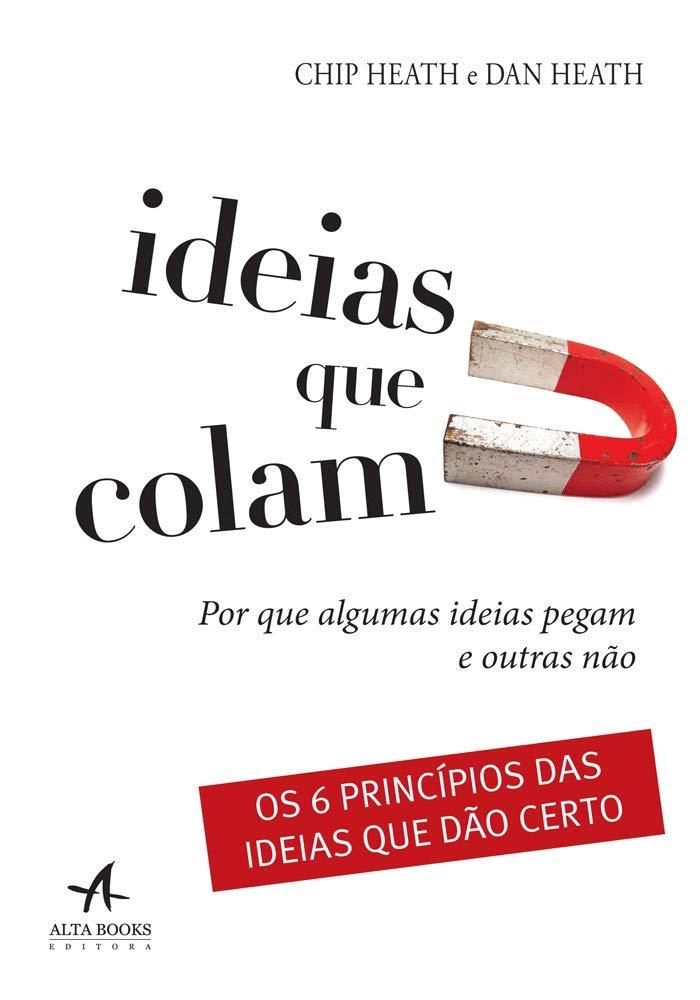 CHIP HEATH e DAN HEATH
ideias
que
colam
Por que algumas ideias pegam
e outras não
OS 6 PRINCÍPIOS DAS
IDEIAS QUE DÃO CERTO
ALTA BOOKS
EDITORA